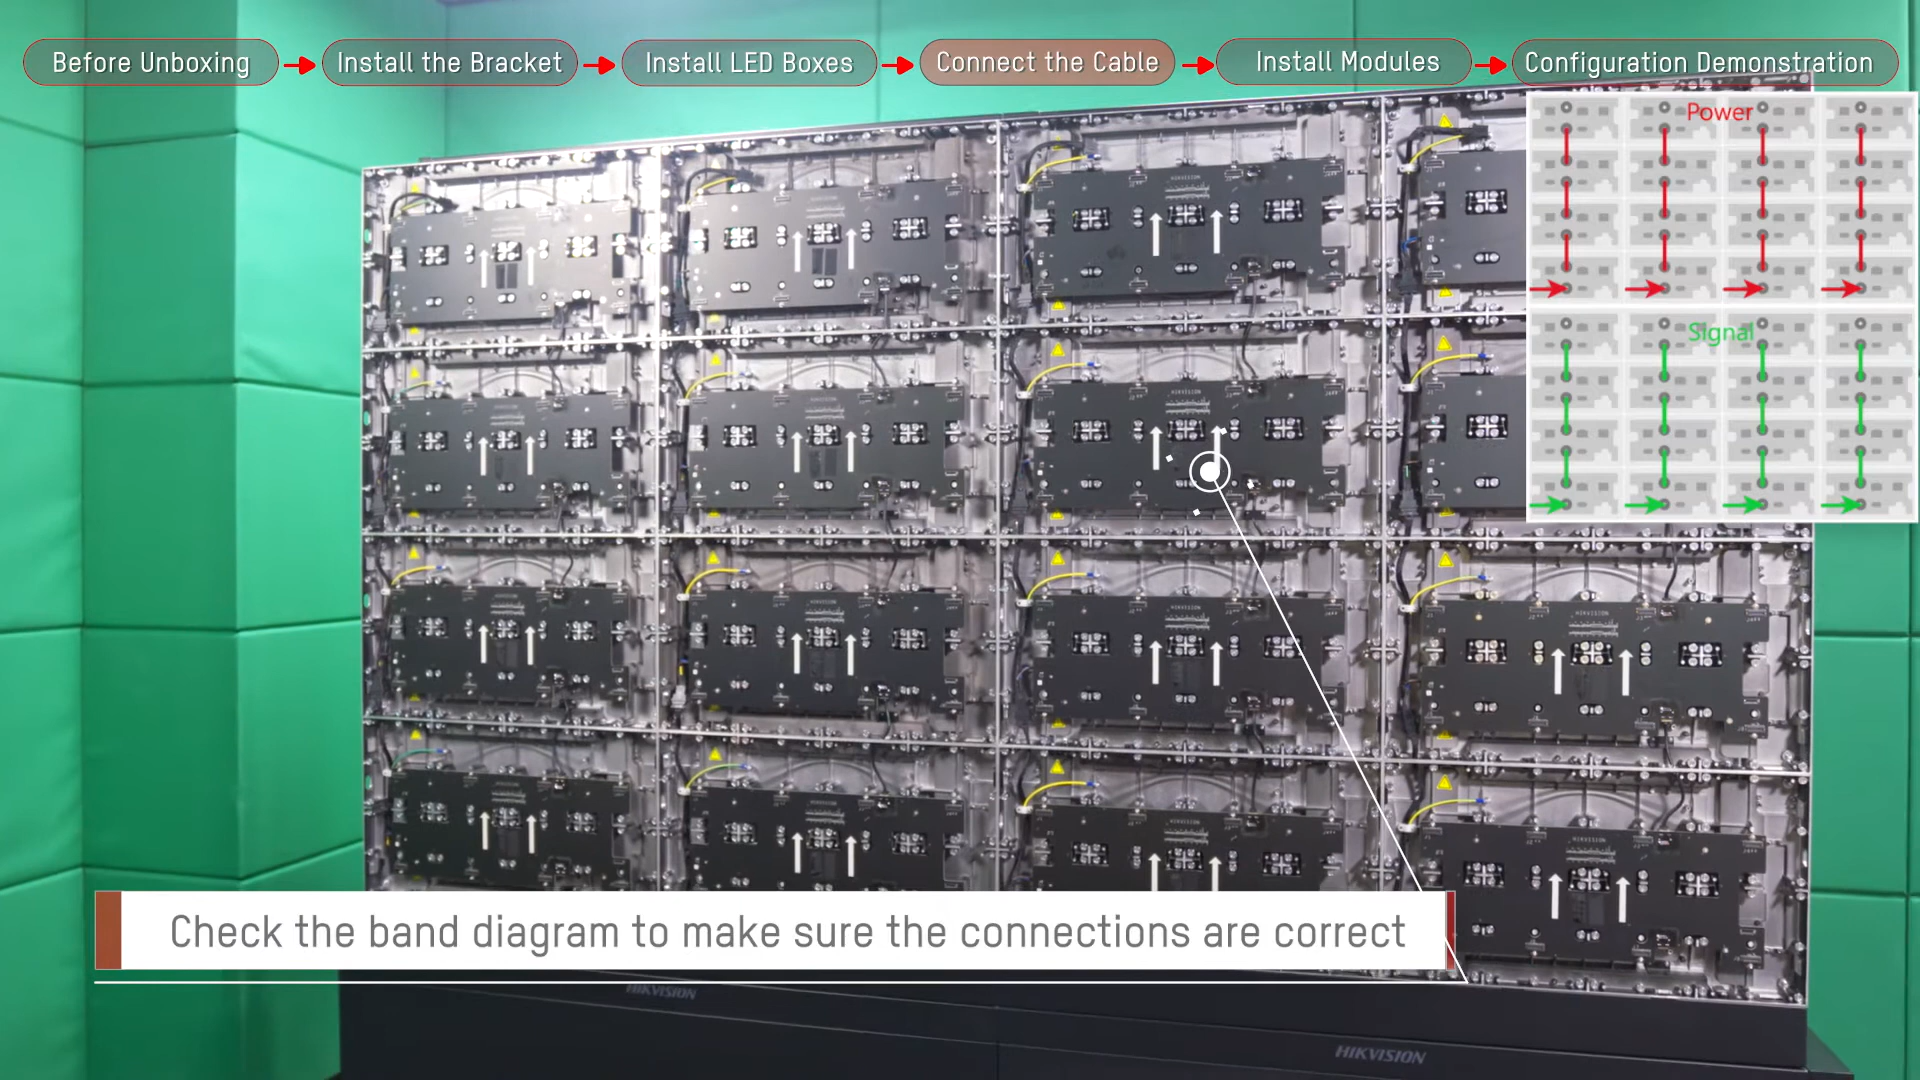 Before Unboxing
Install the Bracket
Install LED Boxes
Connect the Cable
Install Modules
Configuration Demonstration
Power
Signal
Check the band diagram to make sure the connections are correct
HIKVISION
HIKVISION